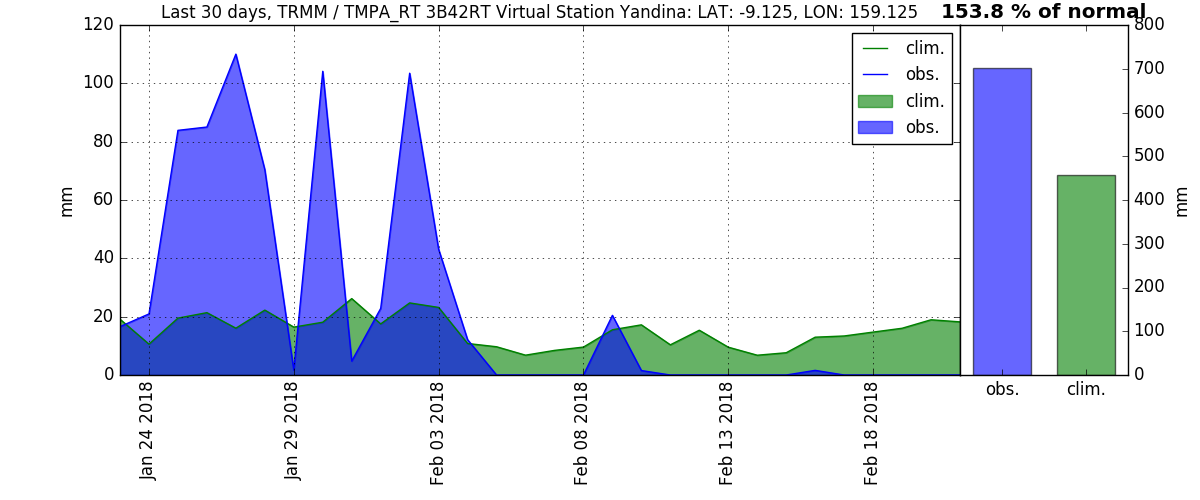 Last 30 days, TRMM / TMPA_RT 3B42RT Virtual Station Yandina: LAT: -9.125, LON: 159.125
153.8 % of normal
120
100
80
60
40
20
0
mm
clim.
obs.
clim.
obs.
Jan 24 2018
Jan 29 2018
Feb 03 2018
Feb 08 2018
Feb 13 2018
Feb 18 2018
800
700
600
500
400
300
200
100
0
mm
obs.
clim.